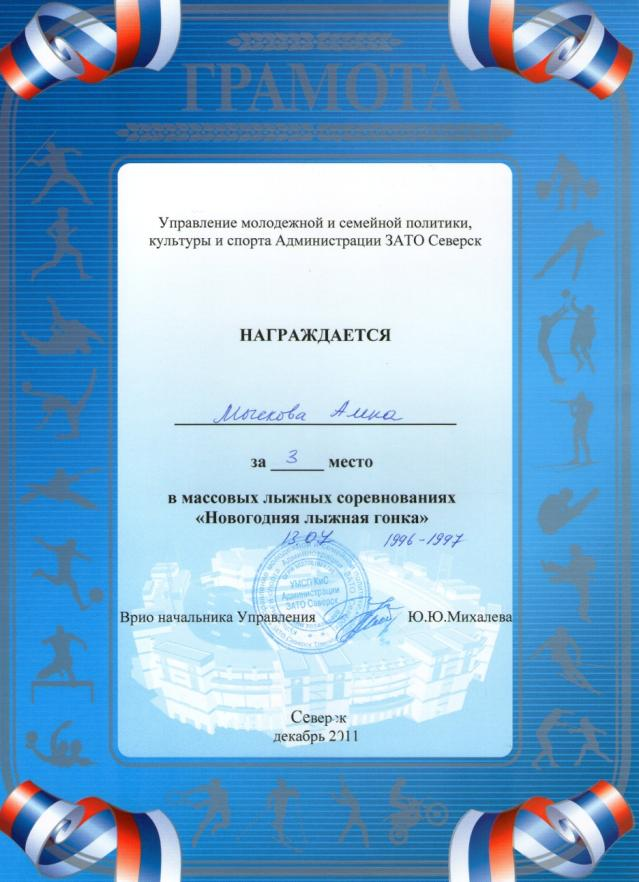 ГРАМОТА
Управление молодежной и семейной политики,
культуры и спорта Администрации ЗАТО Северск
НАГРАЖДАЕТСЯ
Мыскова Алина
за 3 место
в массовых лыжных соревнованиях
«Новогодняя лыжная гонка»
13.07 1996-1997
УМСП КиС
Администрации
ЗАТО Северск
Врио начальника Управления Ю.Ю.Михалева
Северск
декабрь 2011